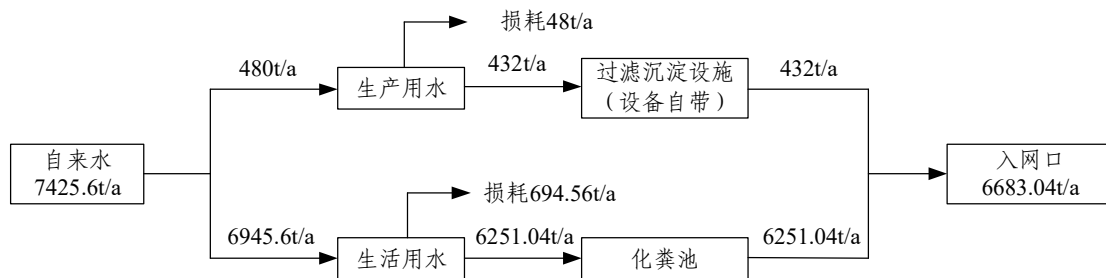 损耗48t/a
480t/a
生产用水
432t/a
过滤沉淀设施
（设备自带）
432t/a
自来水
7425.6t/a
入网口
6683.04t/a
损耗694.56t/a
6945.6t/a
生活用水
6251.04t/a
化粪池
6251.04t/a